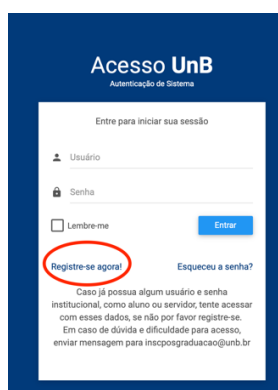 Acesso UnB
Autenticação de Sistema
Entre para iniciar sua sessão
Usuário
Senha
Lembre-me
Entrar
Registre-se agora!
Esqueceu a senha?
Caso já possua algum usuário e senha
institucional, como aluno ou servidor, tente acessar
com esses dados, se não por favor registre-se.
Em caso de dúvida e dificuldade para acesso,
enviar mensagem para inscposgraduacao@unb.br